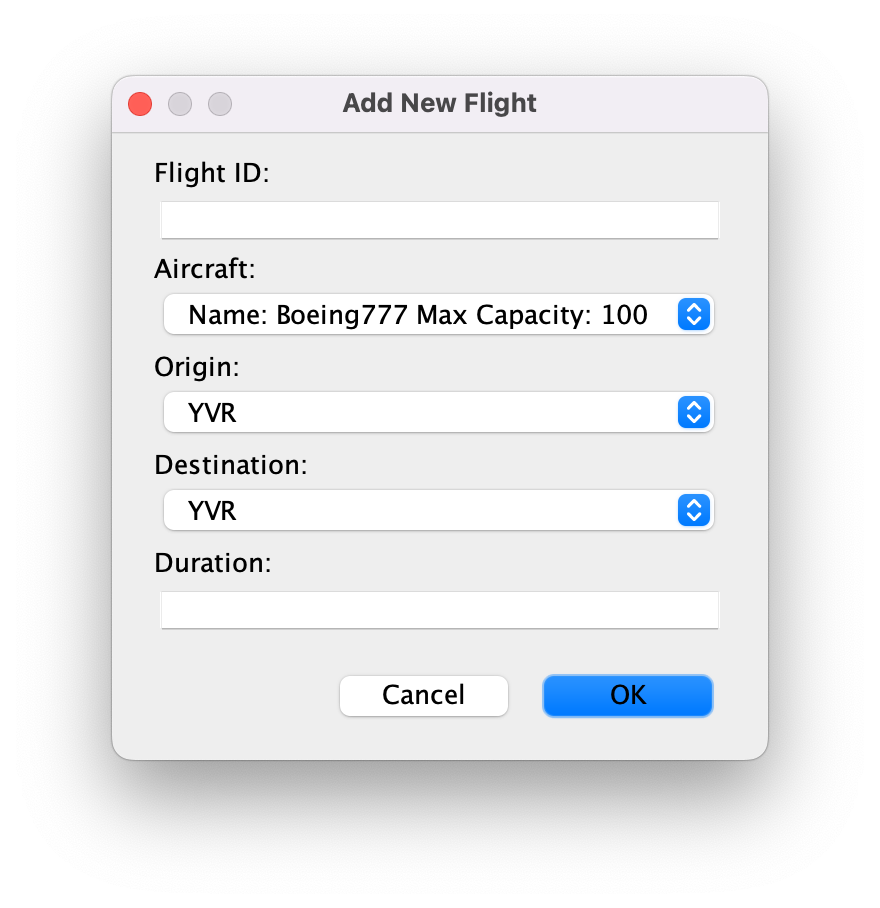 Add New Flight
Flight ID:
Aircraft:
Name: Boeing777 Max Capacity: 100
Origin:
YVR
Destination:
YVR
Duration:
Cancel
OK